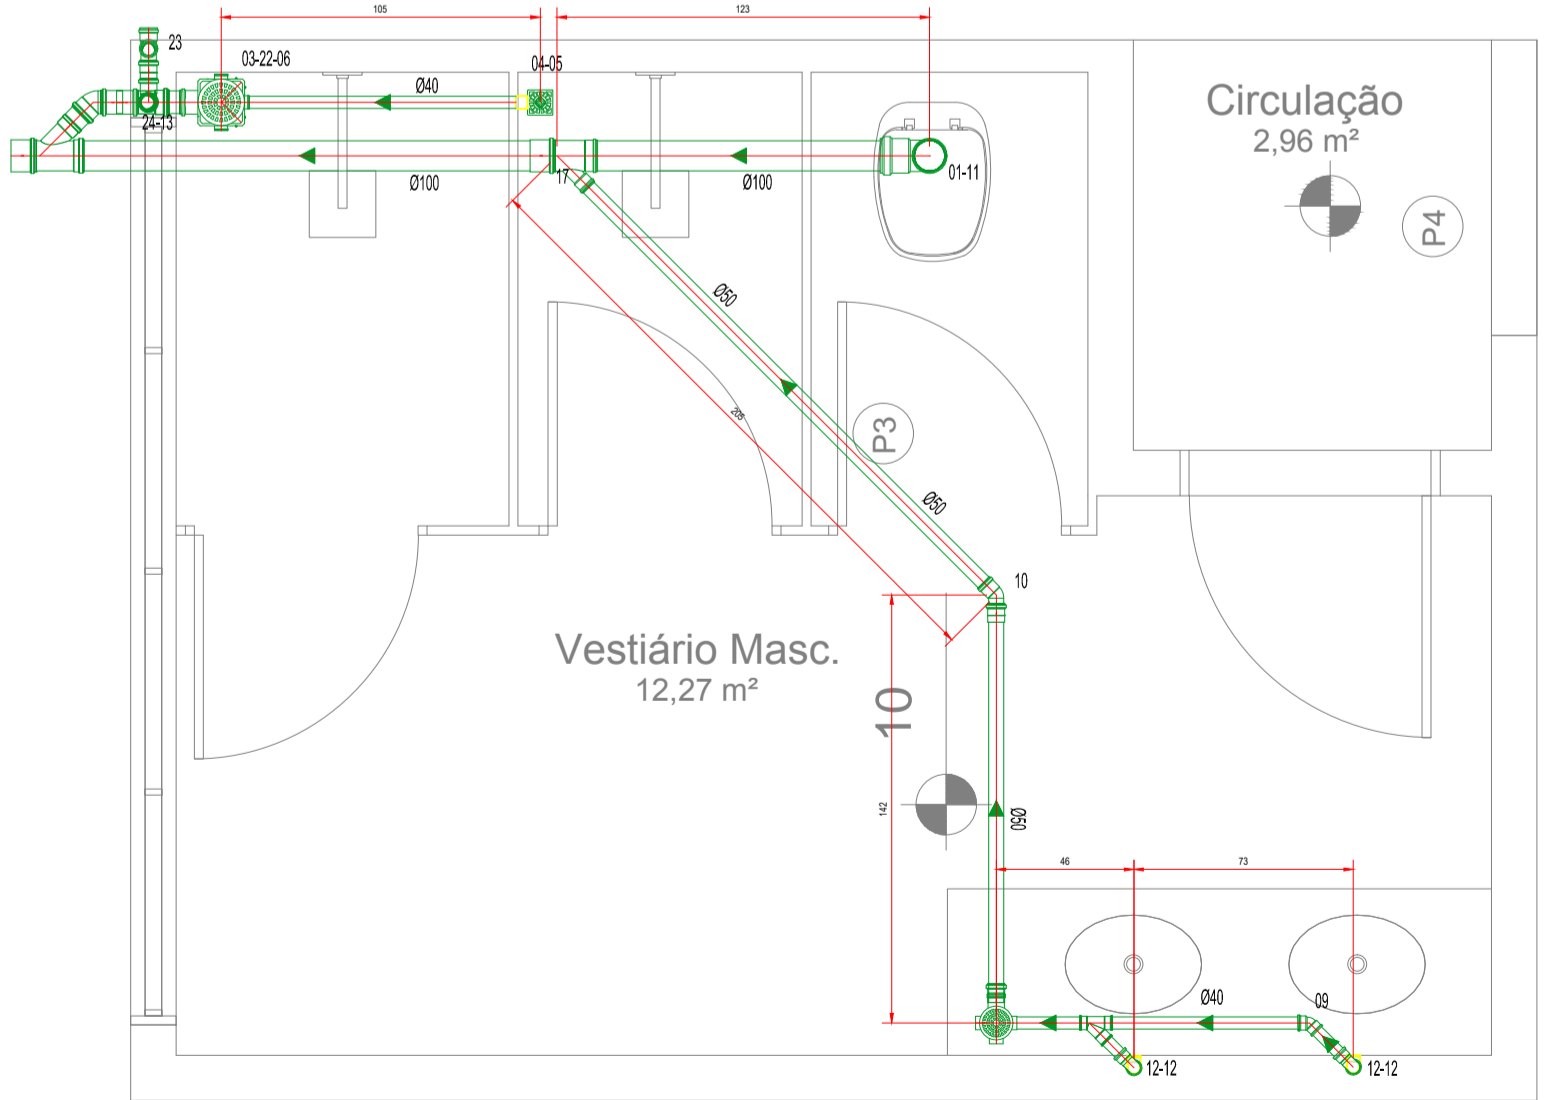 105
123
23
03-22-06
04-05
Ø40
24-13
Circulação
2,96 m²
Ø100
17
Ø100
01-11
P4
Ø50
205
P3
Ø50
10
Vestiário Masc.
12,27 m²
10
142
Ø50
46
73
Ø40
09
12-12
12-12